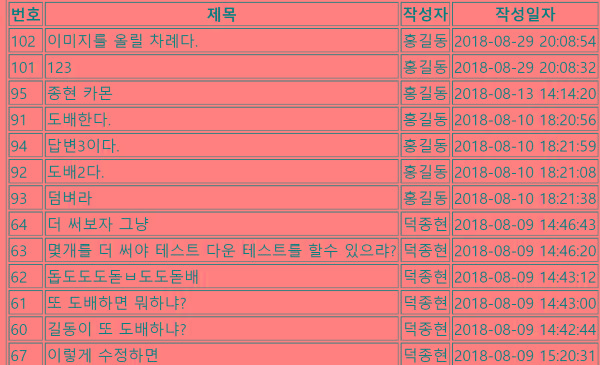 번호 제목 작성자 작성일자
102 이미지를 올릴 차례다. 홍길동 2018-08-29 20:08:54
101 123 홍길동 2018-08-29 20:08:32
95 종현 카몬 홍길동 2018-08-13 14:14:20
91 도배한다. 홍길동 2018-08-10 18:20:56
94 답변3이다. 홍길동 2018-08-10 18:21:59
92 도배2다. 홍길동 2018-08-10 18:21:08
93 덤벼라 홍길동 2018-08-10 18:21:38
64 더 써보자 그냥 덕종현 2018-08-09 14:46:43
63 몇개를 더 써야 테스트 다운 테스트를 할수 있으랴? 덕종현 2018-08-09 14:46:20
62 돕도도도돋ㅂ도도돋배 덕종현 2018-08-09 14:43:12
61 또 도배하면 뭐하냐? 덕종현 2018-08-09 14:43:00
60 길동이 또 도배하냐? 덕종현 2018-08-09 14:42:44
67 이렇게 수정하면 덕종현 2018-08-09 15:20:31